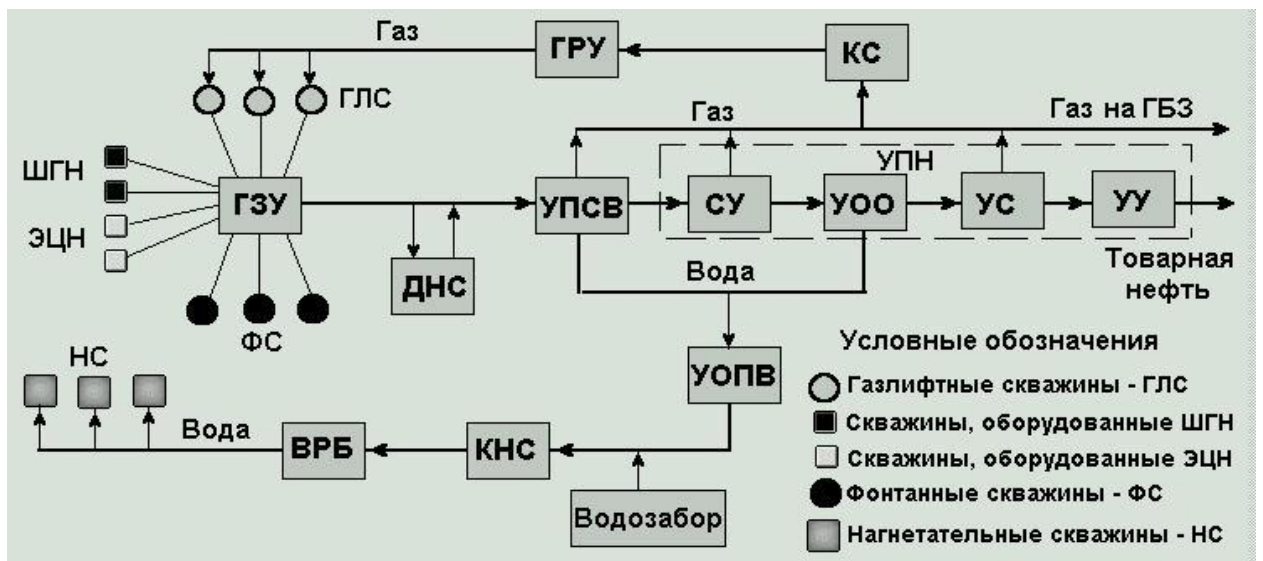 Газ
ГРУ
КС
ГЛС
Газ
Газ на ГБЗ
ШГН
УПН
ГЗУ
УПСВ
СУ
УОО
УС
УУ
ЭЦН
ДНС
Вода
Товарная
нефть
ФС
НС
УОПВ
Условные обозначения
Газлифтные скважины - ГЛС
Скважины, оборудованные ШГН
Вода
ВРБ
КНС
Скважины, оборудованные ЭЦН
Фонтанные скважины - ФС
Водозабор
Нагнетательные скважины - НС